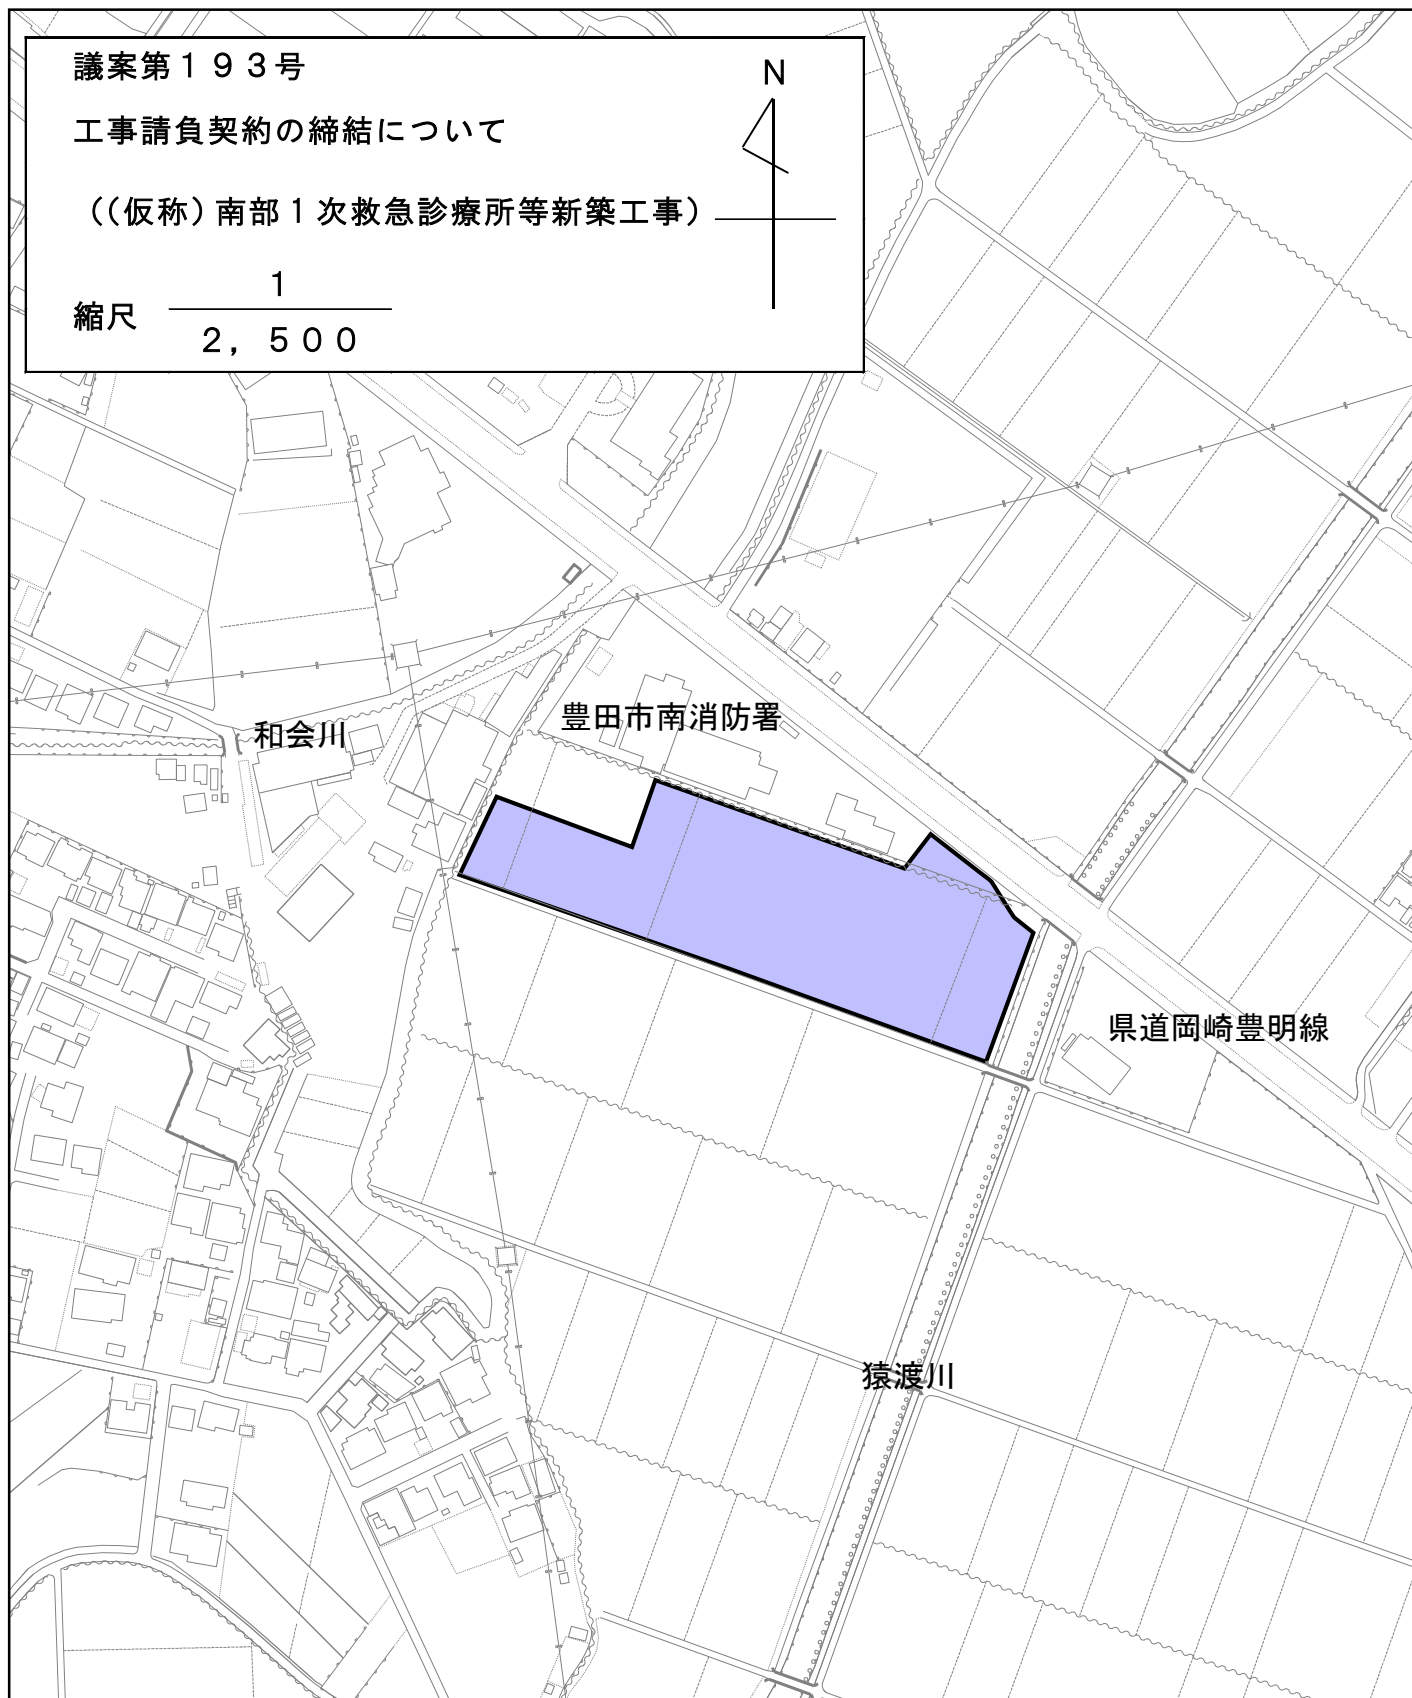 議案第１９３号
N
工事請負契約の締結について
（(仮称) 南部１次救急診療所等新築工事）
縮尺 1
２，５００
豊田市南消防署
和会川
県道岡崎豊明線
猿渡川